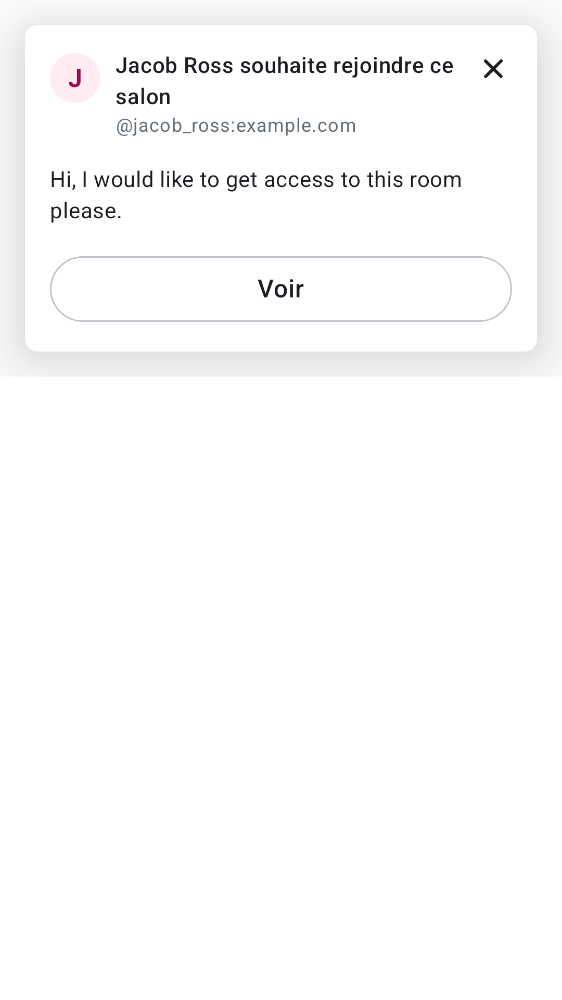 J
Jacob Ross souhaite rejoindre ce
salon
@jacob_ross:example.com
Hi, I would like to get access to this room
please.
Voir